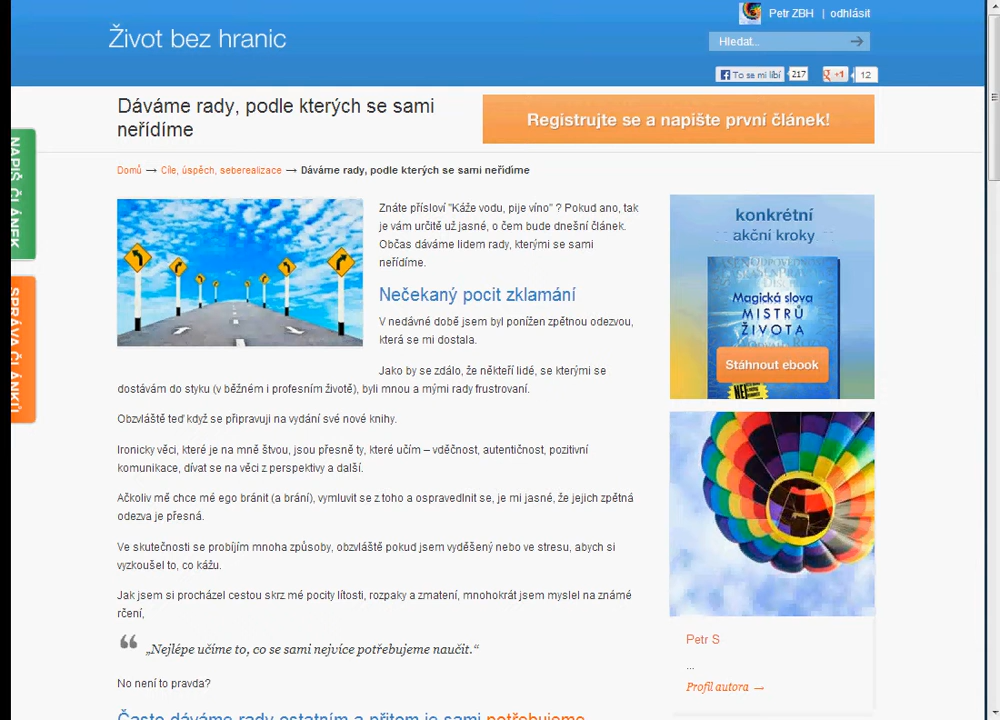 Petr ZBH | odhlásit
Život bez hranic
Hledat...
To se mi líbí 217
+1 12
Dáváme rady, podle kterých se sami
neřídíme
Registrujte se a napište první článek!
NAPIŠ ČLÁNEK
SPRÁVA ČLÁNKŮ
Domů → Cíle, úspěch, seberealizace → Dáváme rady, podle kterých se sami neřídíme
Znáte přísloví "Káže vodu, pije víno" ? Pokud ano, tak
je vám určitě už jasné, o čem bude dnešní článek.
Občas dáváme lidem rady, kterými se sami
neřídíme.
Nečekaný pocit zklamání
V nedávné době jsem byl ponížen zpětnou odezvou,
která se mi dostala.
Jako by se zdálo, že někteří lidé, se kterými se
dostávám do styku (v běžném i profesním životě), byli mnou a mými rady frustrovaní.
Obzvláště teď když se připravuji na vydání své nové knihy.
Ironicky věci, které je na mně štvou, jsou přesně ty, které učím – vděčnost, autentičnost, pozitivní
komunikace, dívat se na věci z perspektivy a další.
Ačkoliv mě chce mé ego bránit (a brání), vymluvit se z toho a ospravedlnit se, je mi jasné, že jejich zpětná
odezva je přesná.
Ve skutečnosti se probíjím mnoha způsoby, obzvláště pokud jsem vyděšený nebo ve stresu, abych si
vyzkoušel to, co kážu.
Jak jsem si procházel cestou skrz mé pocity lítosti, rozpaky a zmatení, mnohokrát jsem myslel na známé
rčení,
„Nejlépe učíme to, co se sami nejvíce potřebujeme naučit.“
No není to pravda?
Často dáváme rady ostatním a přitom je sami potřebujeme
konkrétní
akční kroky
Magická slova
MISTRŮ
ŽIVOTA
Stáhnout ebook
Petr S
...
Profil autora →